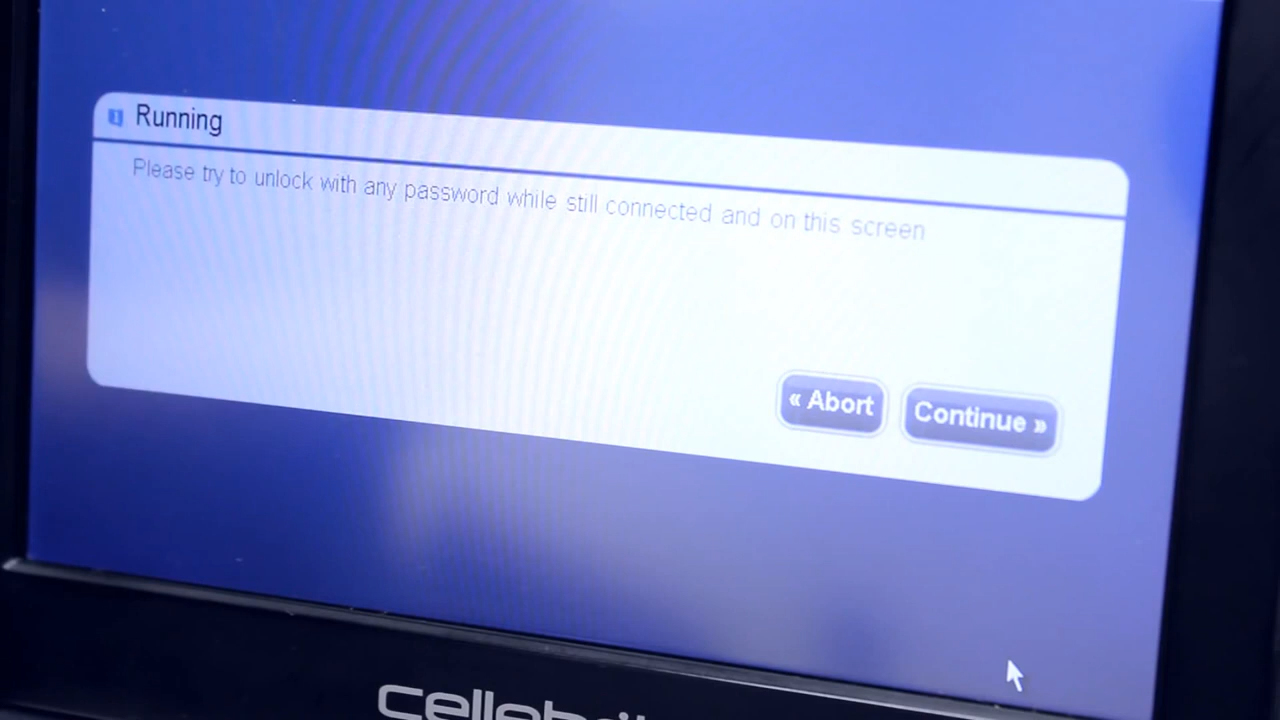 Running
Please try to unlock with any password while still connected and on this screen
« Abort
Continue »